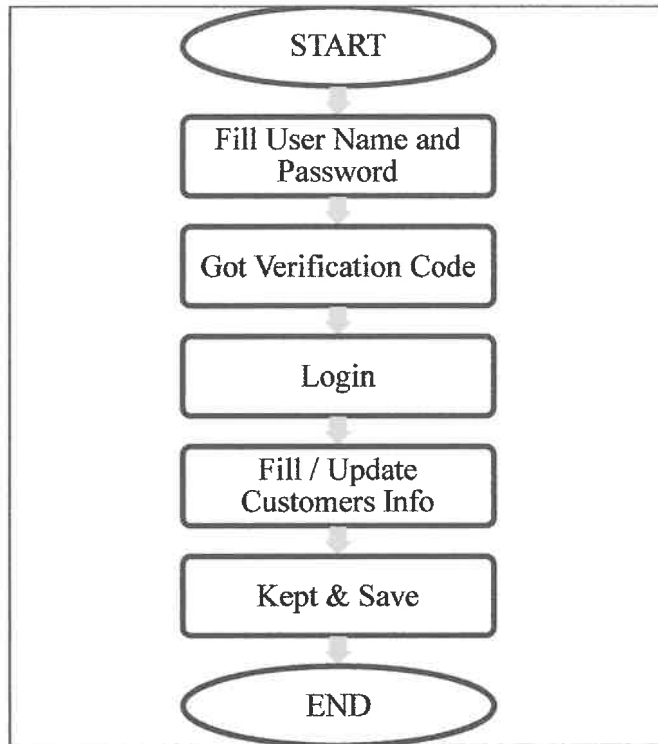 START
Fill User Name and
Password
Got Verification Code
Login
Fill / Update
Customers Info
Kept & Save
END